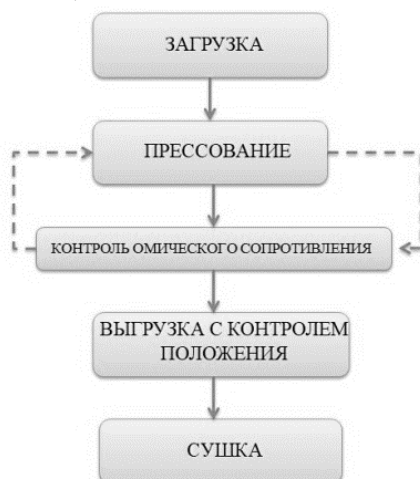 ЗАГРУЗКА
ПРЕССОВАНИЕ
КОНТРОЛЬ ОМИЧЕСКОГО СОПРОТИВЛЕНИЯ
ВЫГРУЗКА С КОНТРОЛЕМ
ПОЛОЖЕНИЯ
СУШКА